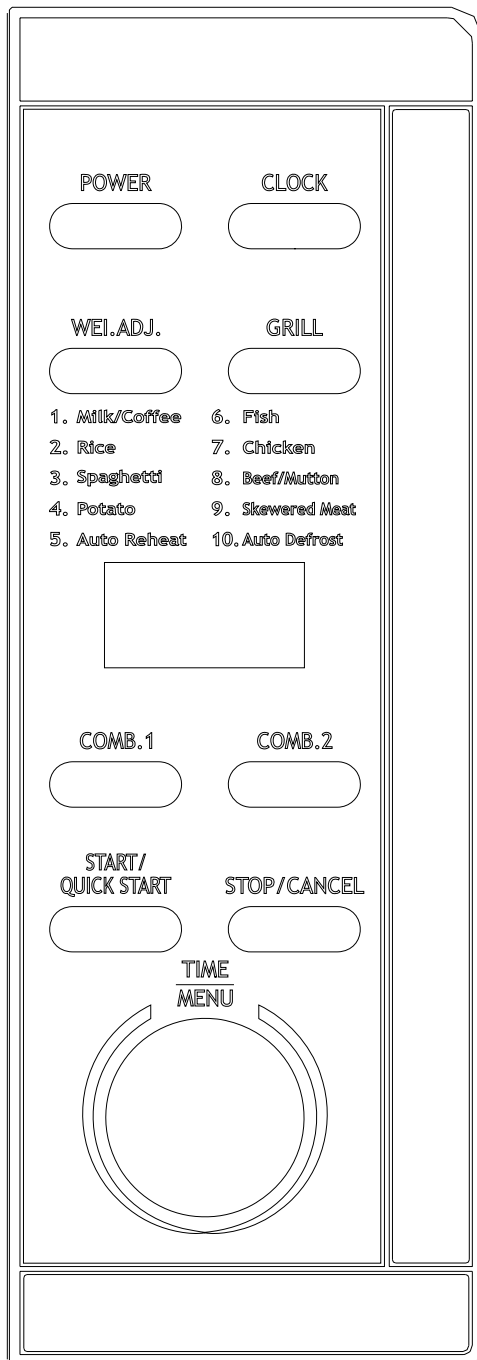 POWER CLOCK
WEI.ADJ. GRILL
1. Milk/Coffee 6. Fish
2. Rice 7. Chicken
3. Spaghetti 8. Beef/Mutton
4. Potato 9. Skewered Meat
5. Auto Reheat 10. Auto Defrost
COMB.1 COMB.2
START/
QUICK START STOP/CANCEL
TIME
MENU